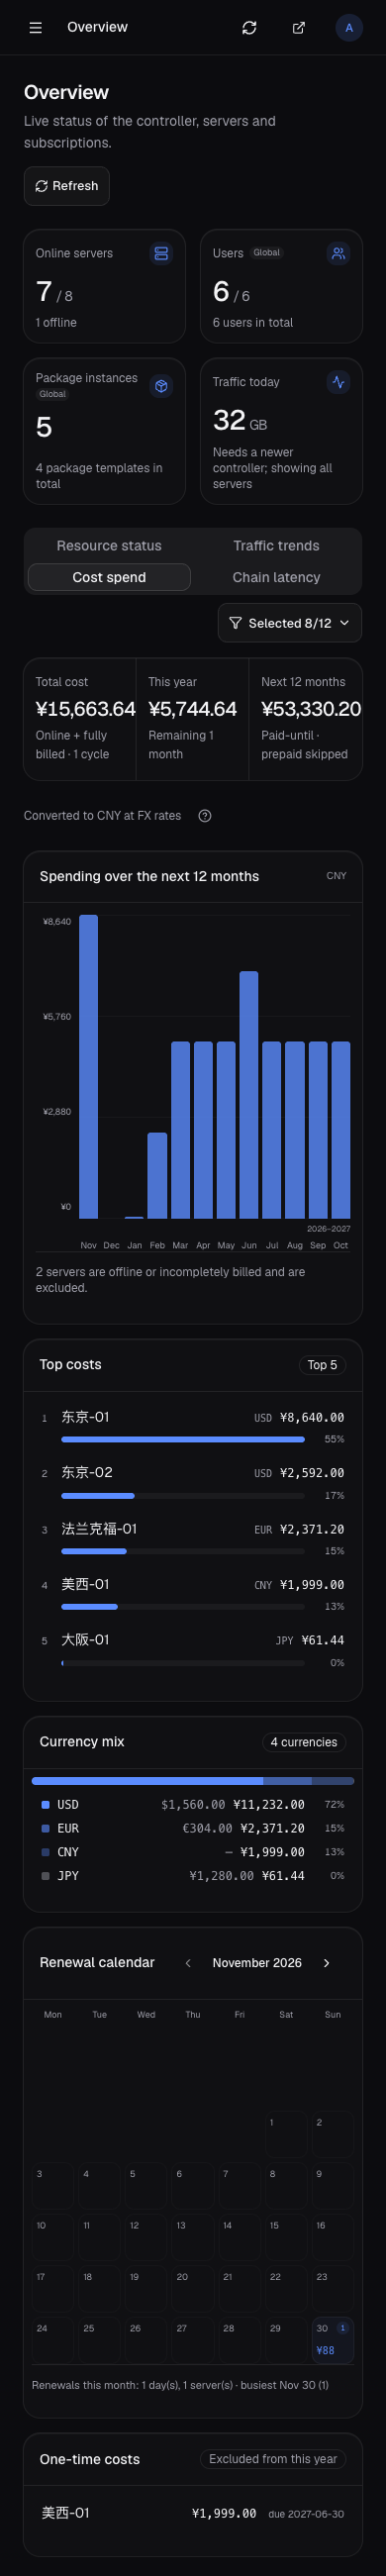 Overview
A
Overview
Live status of the controller, servers and
subscriptions.
Refresh
Online servers
7 / 8
1 offline
Users Global
6 / 6
6 users in total
Package instances
Global
5
4 package templates in
total
Traffic today
32 GB
Needs a newer
controller; showing all
servers
Resource status
Traffic trends
Cost spend
Chain latency
Selected 8/12
Total cost
¥15,663.64
Online + fully
billed · 1 cycle
This year
¥5,744.64
Remaining 1
month
Next 12 months
¥53,330.20
Paid-until ·
prepaid skipped
Converted to CNY at FX rates
Spending over the next 12 months CNY
¥8,640
¥5,760
¥2,880
¥0
2026–2027
Nov Dec Jan Feb Mar Apr May Jun Jul Aug Sep Oct
2 servers are offline or incompletely billed and are
excluded.
Top costs Top 5
1 东京-01 USD ¥8,640.00
55%
2 东京-02 USD ¥2,592.00
17%
3 法兰克福-01 EUR ¥2,371.20
15%
4 美西-01 CNY ¥1,999.00
13%
5 大阪-01 JPY ¥61.44
0%
Currency mix 4 currencies
USD $1,560.00 ¥11,232.00 72%
EUR €304.00 ¥2,371.20 15%
CNY — ¥1,999.00 13%
JPY ¥1,280.00 ¥61.44 0%
Renewal calendar November 2026
Mon Tue Wed Thu Fri Sat Sun
1 2
3 4 5 6 7 8 9
10 11 12 13 14 15 16
17 18 19 20 21 22 23
24 25 26 27 28 29 30 1
¥88
Renewals this month: 1 day(s), 1 server(s) · busiest Nov 30 (1)
One-time costs Excluded from this year
美西-01 ¥1,999.00 due 2027-06-30